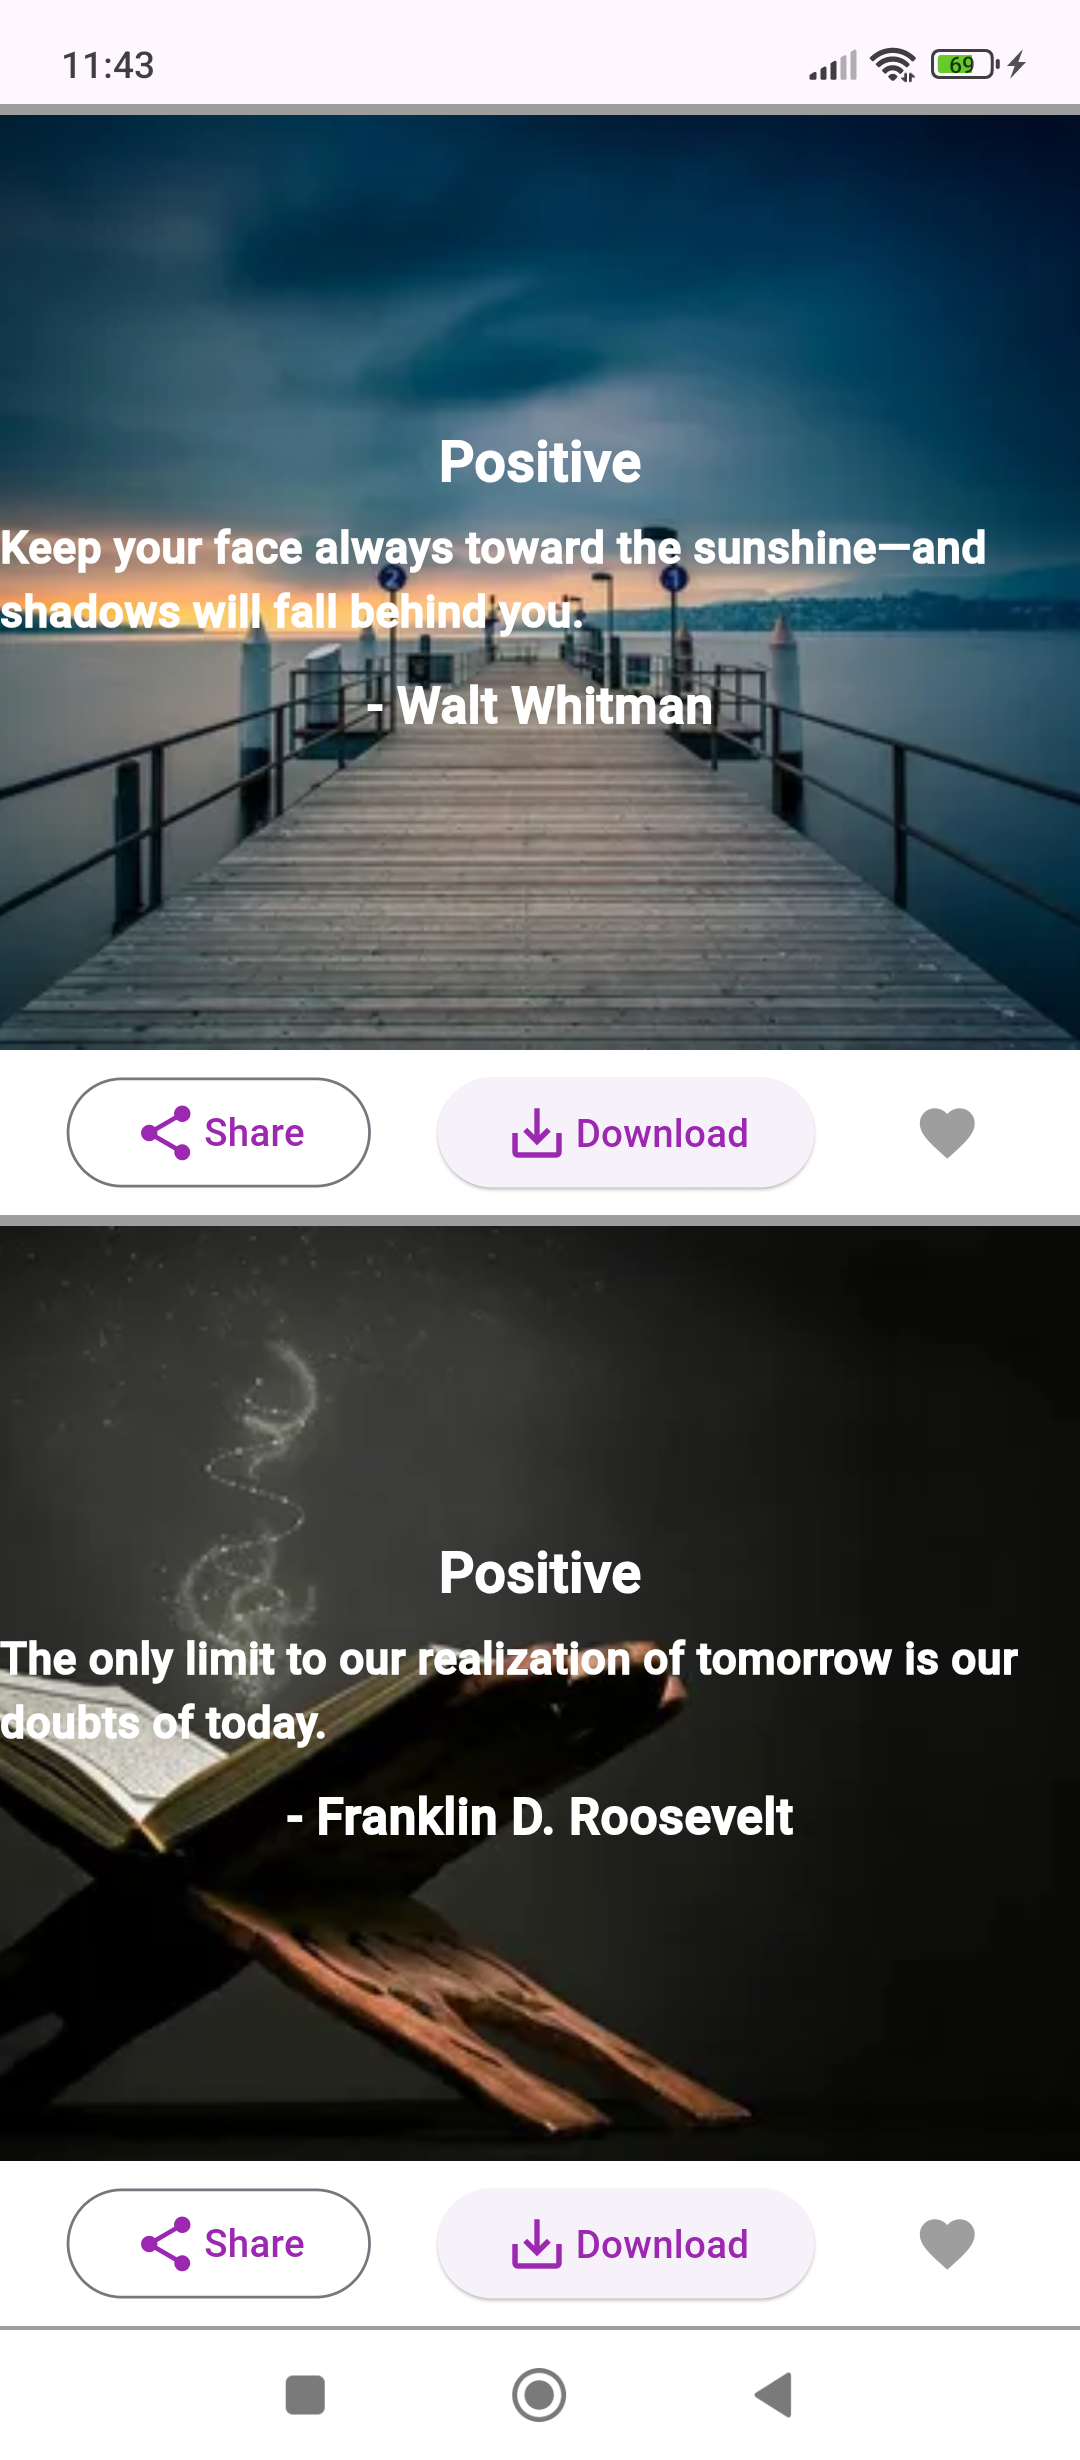 11:43
69
Positive
Keep your face always toward the sunshine—and
2
1
shadows will fall behind you.
- Walt Whitman
Share
Download
Positive
The only limit to our realization of tomorrow is our
doubts of today.
- Franklin D. Roosevelt
Share
Download